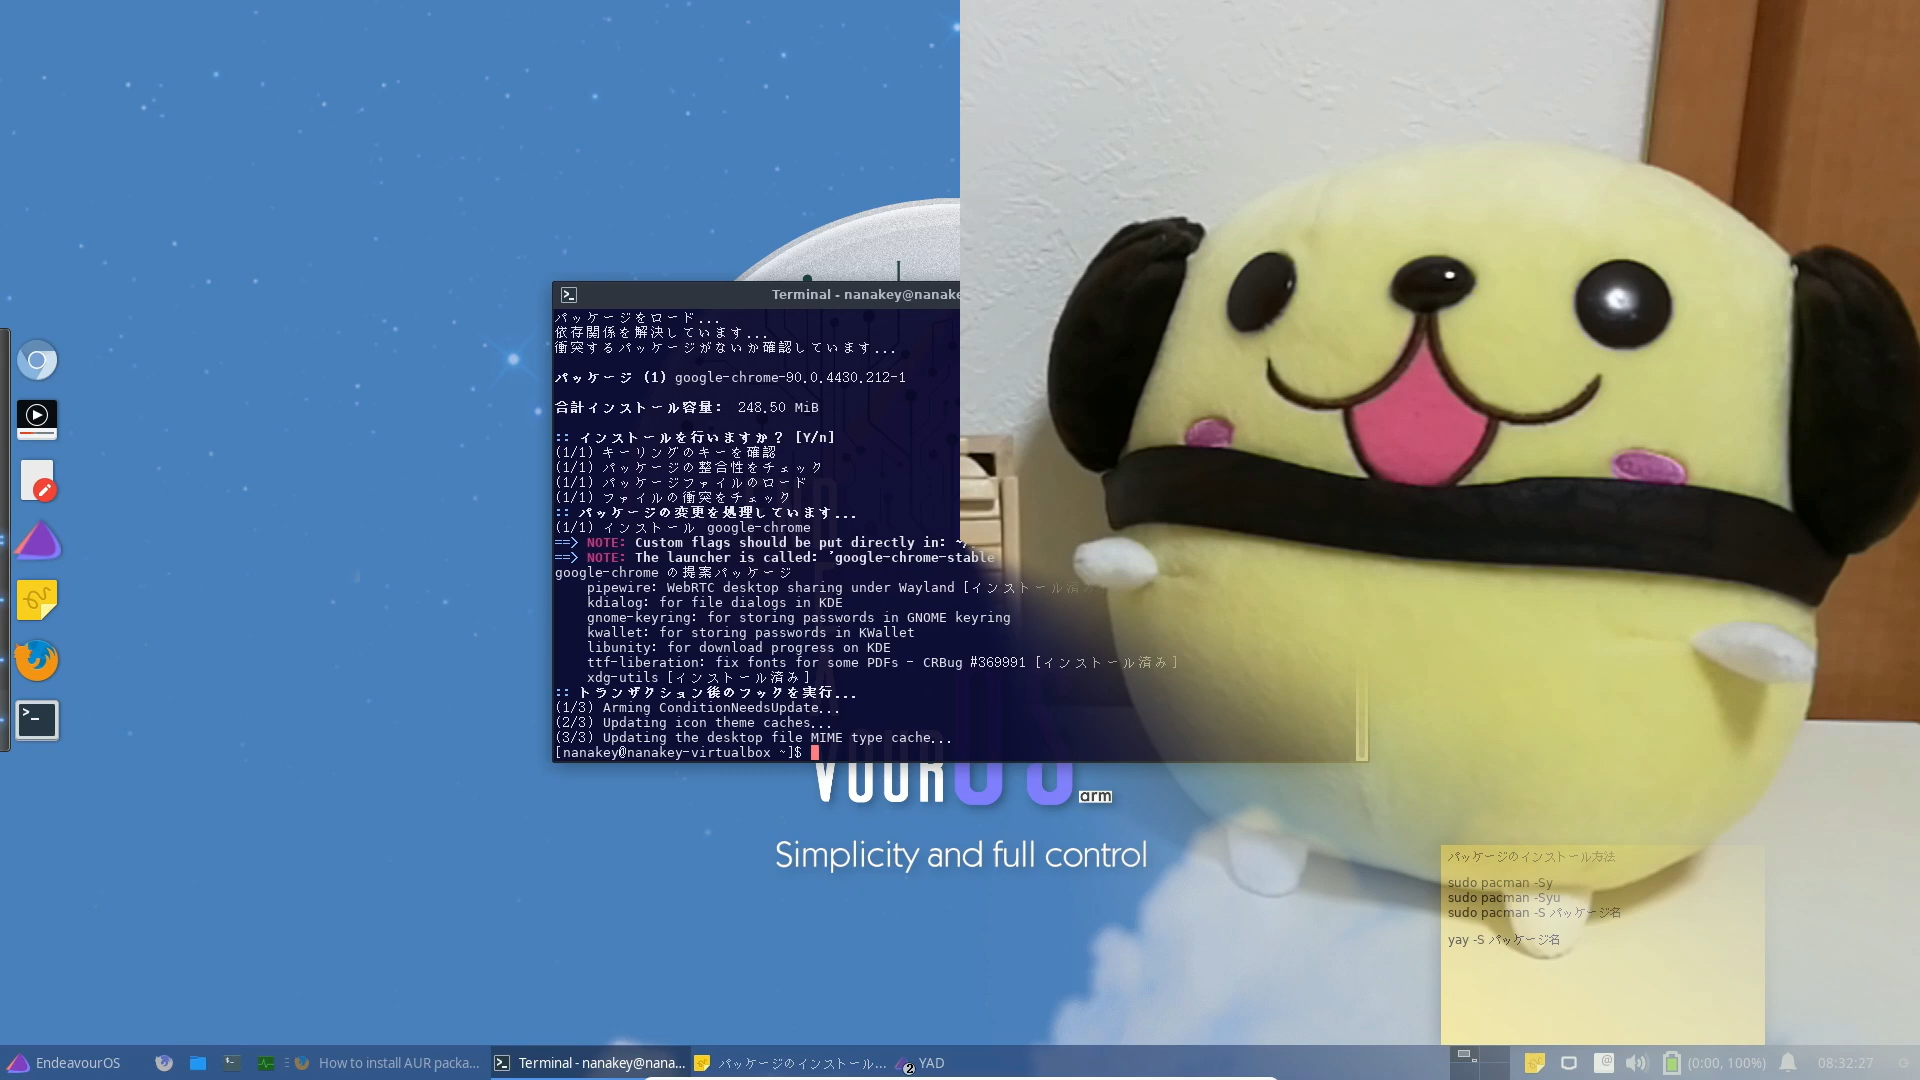 Terminal - nanakey@nanake
パッケージをロード...
依存関係を解決しています...
衝突するパッケージがないか確認しています...
パッケージ (1) google-chrome-90.0.4430.212-1
合計インストール容量: 248.50 MiB
:: インストールを行いますか？ [Y/n]
(1/1) キーリングのキーを確認
(1/1) パッケージの整合性をチェック
(1/1) パッケージファイルのロード
(1/1) ファイルの衝突をチェック
:: パッケージの変更を処理しています...
(1/1) インストール google-chrome
==> NOTE: Custom flags should be put directly in: ~/
==> NOTE: The launcher is called: 'google-chrome-stable
google-chrome の提案パッケージ
pipewire: WebRTC desktop sharing under Wayland [インストール済み
kdialog: for file dialogs in KDE
gnome-keyring: for storing passwords in GNOME keyring
kwallet: for storing passwords in KWallet
libunity: for download progress on KDE
ttf-liberation: fix fonts for some PDFs - CRBug #369991 [インストール済み]
xdg-utils [インストール済み]
:: トランザクション後のフックを実行...
(1/3) Arming ConditionNeedsUpdate...
(2/3) Updating icon theme caches...
(3/3) Updating the desktop file MIME type cache...
[nanakey@nanakey-virtualbox ~]$
VOUROS
arm
Simplicity and full control
パッケージのインストール方法
sudo pacman -Sy
sudo pacman -Syu
sudo pacman -S パッケージ名
yay -S パッケージ名
EndeavourOS
How to install AUR packa...
Terminal - nanakey@nana...
パッケージのインストール...
2
YAD
(0:00, 100%)
08:32:27